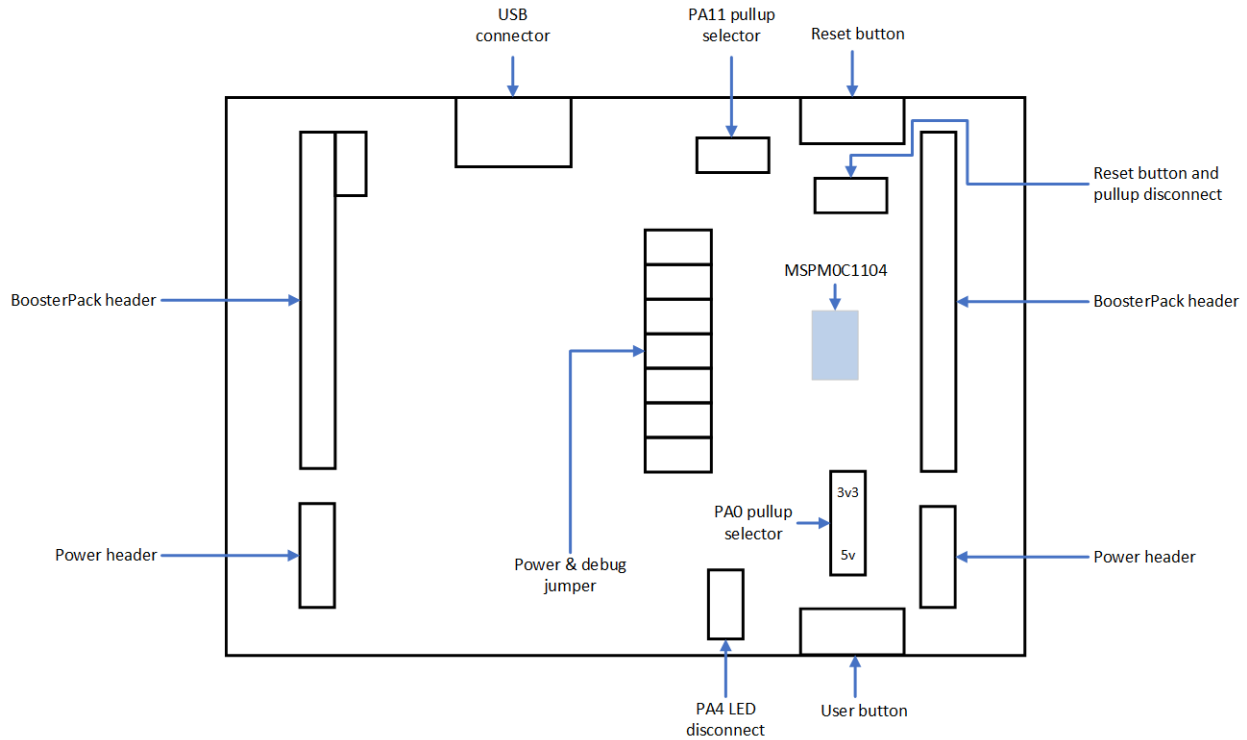 USB
connector
PA11 pullup
selector
Reset button
Reset button and
pullup disconnect
MSPM0C1104
BoosterPack header
BoosterPack header
3v3
PA0 pullup
selector
5v
Power header
Power & debug
jumper
Power header
PA4 LED
disconnect
User button